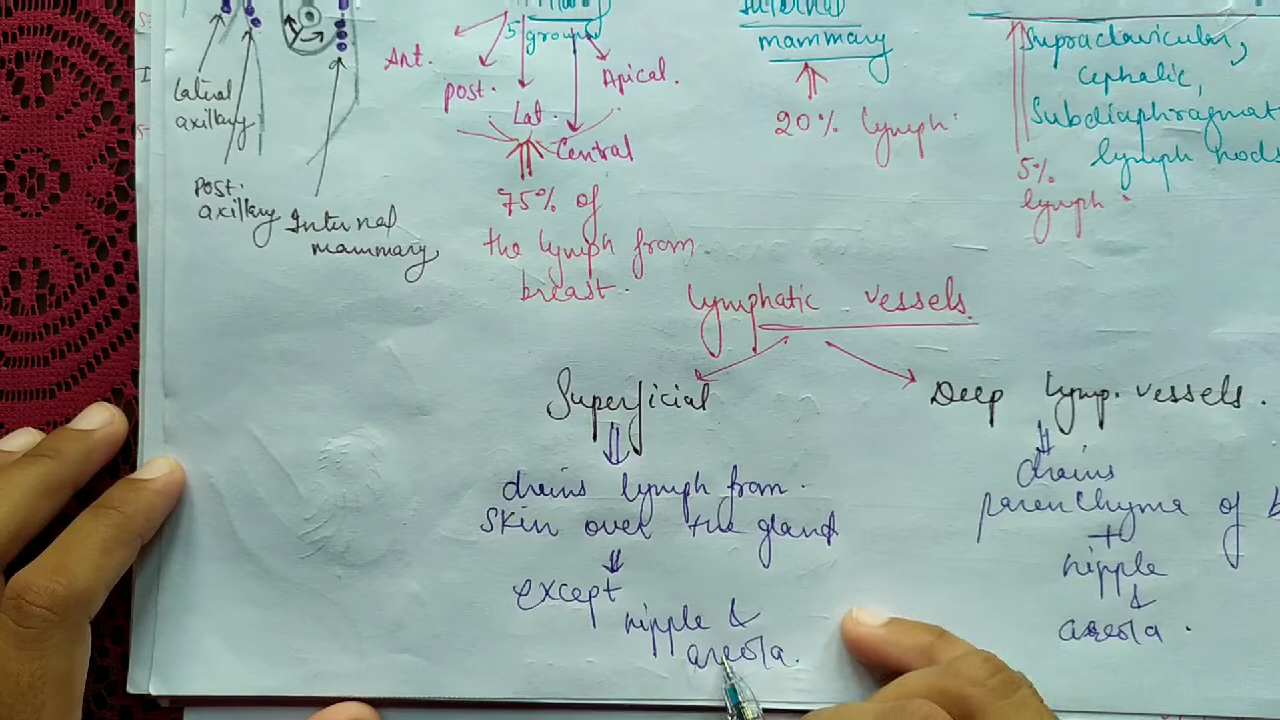 5 groups
Internal
mammary
Supraclavicular,
Cephalic,
Subdiaphragmat
lymph nods
Ant.
post.
Lat.
Central
Apical.
20% lymph.
5%
lymph.
Lateral
axillary
Post.
axillary
Internal
mammary
75% of
the lymph from
breast.
Lymphatic vessels
Superficial
drains lymph from.
skin over the gland
except
nipple &
areola.
Deep lymp. vessels.
drains
parenchyma of b
+
nipple
&
areola.